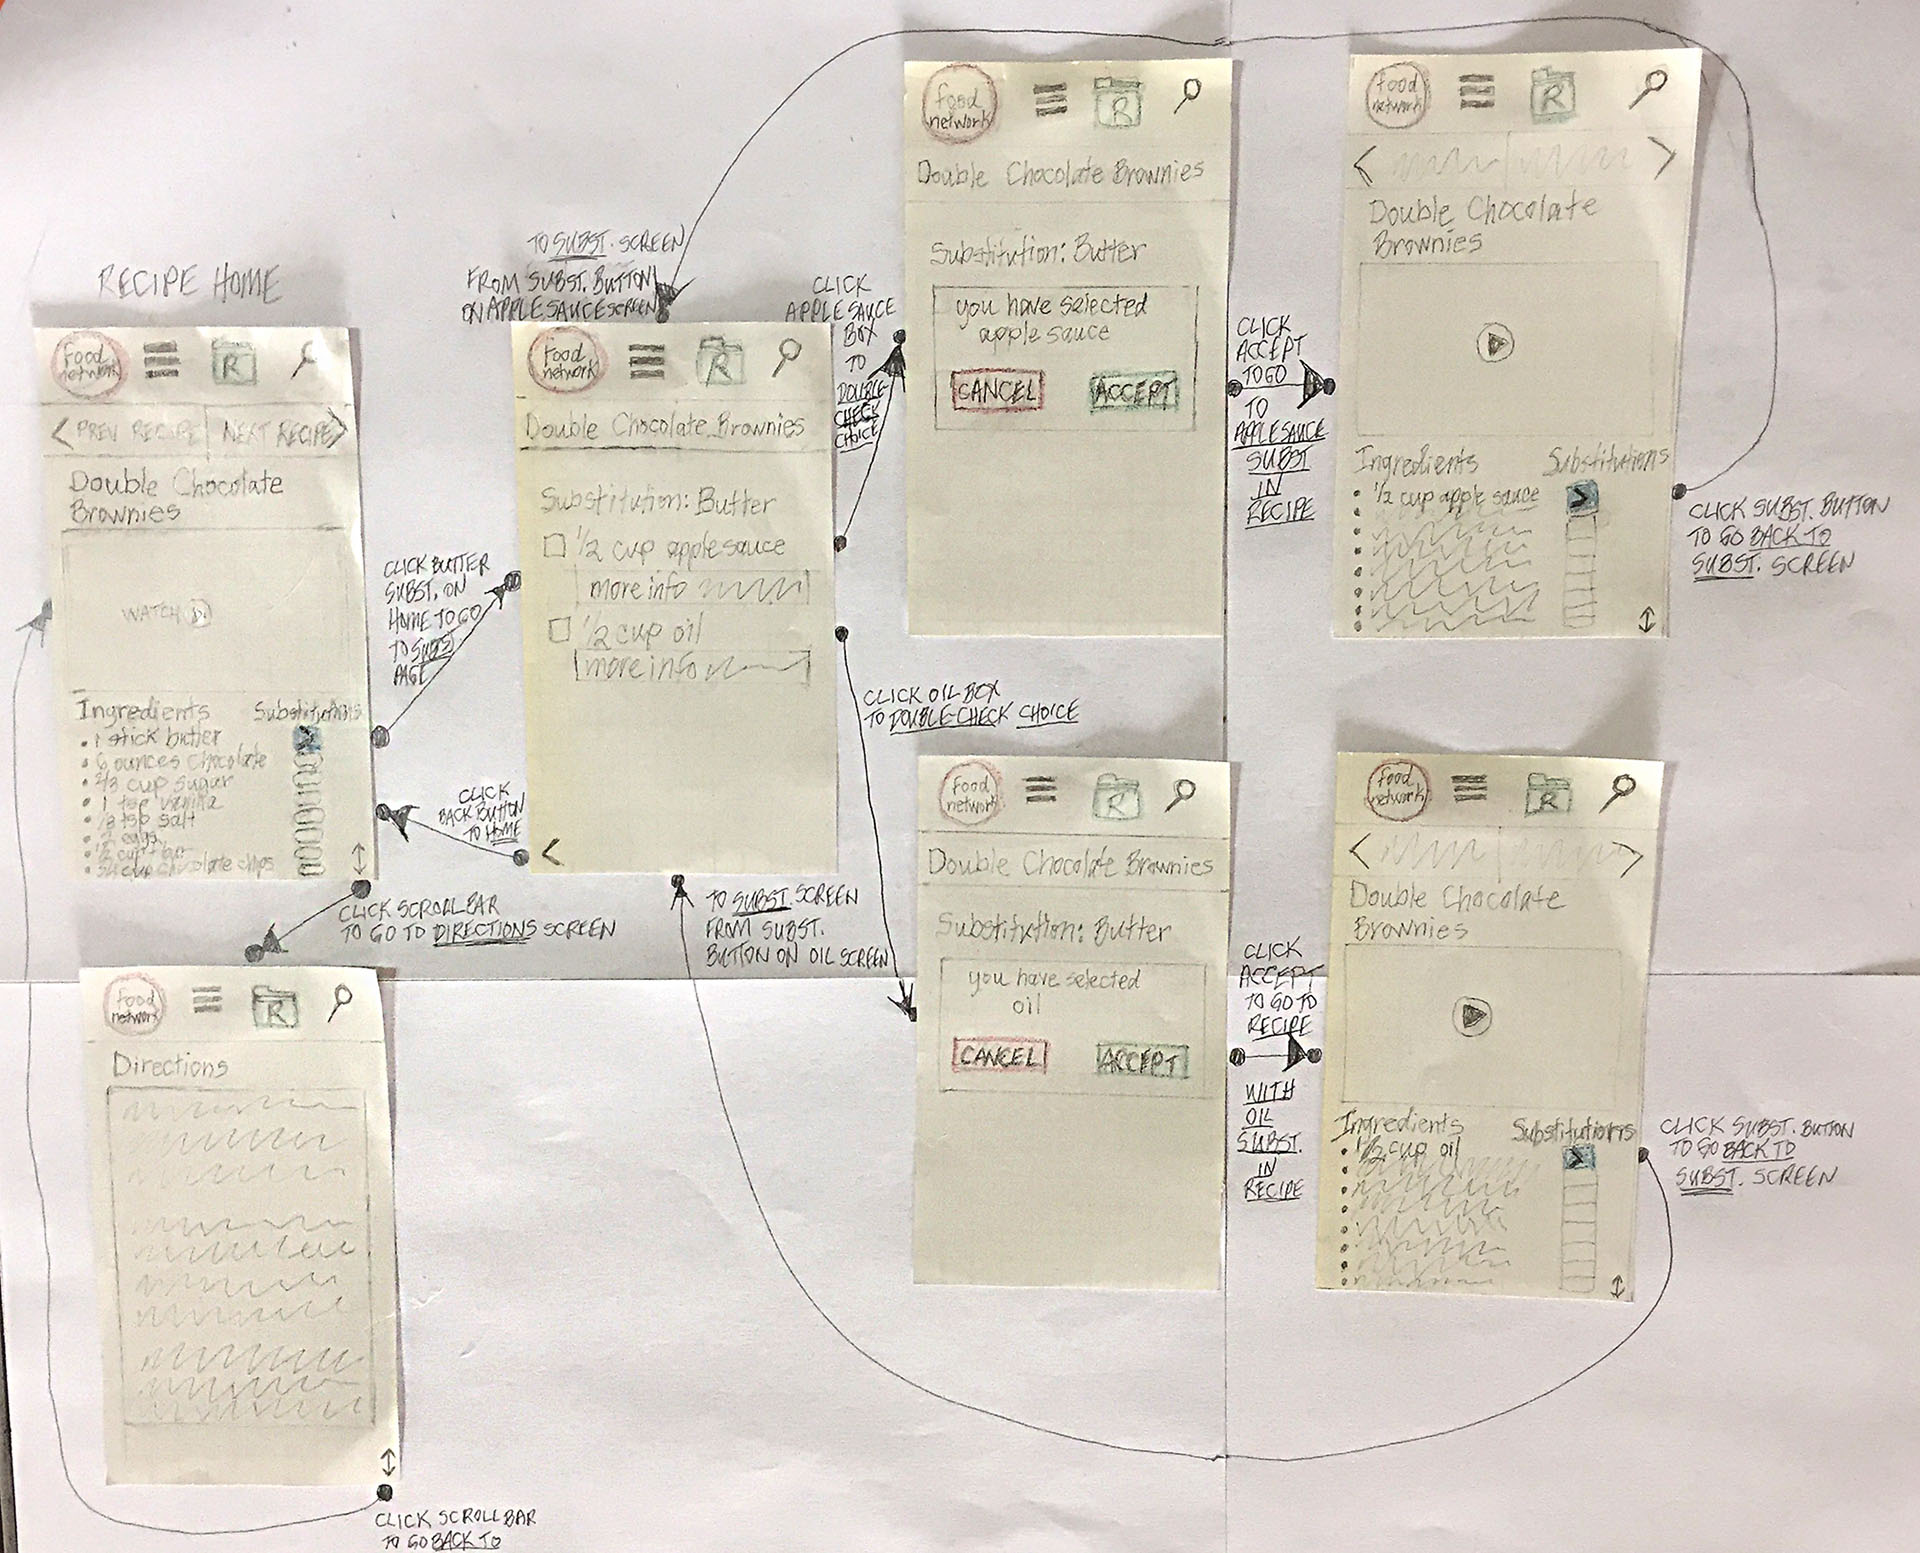 RECIPE HOME
food
network
R
< PREV RECIPE
NEXT RECIPE >
Double Chocolate
Brownies
WATCH
Ingredients
Substitutions
• 1 stick butter
>
• 6 ounces chocolate
• 2/3 cup sugar
• 1 tsp vanilla
tsp salt
eggs
• 1/2 cup
• 3/4 cup chocolate chips
CLICK SCROLLBAR
TO GO TO DIRECTIONS SCREEN
food
network
R
Directions
CLICK SCROLLBAR
TO GO BACK TO
CLICK BUTTER
SUBST. ON
HOME TO GO
TO SUBST
PAGE
CLICK
BACK BUTTON
TO HOME
TO SUBST. SCREEN
FROM SUBST. BUTTON
ON APPLE SAUCE SCREEN
food
network
R
Double Chocolate Brownies
Substitution: Butter
1/2 cup applesauce
more info
1/2 cup oil
more info
<
TO SUBST. SCREEN
FROM SUBST.
BUTTON ON OIL SCREEN
CLICK
APPLE SAUCE
BOX
TO
DOUBLE-
CHECK
CHOICE
CLICK OIL BOX
TO DOUBLE-CHECK CHOICE
food
network
R
Double Chocolate Brownies
Substitution: Butter
you have selected
apple sauce
CANCEL
ACCEPT
CLICK
ACCEPT
TO GO
TO
APPLE SAUCE
SUBST
IN
RECIPE
food
network
R
<
>
Double Chocolate
Brownies
Ingredients
Substitutions
• 1/2 cup apple sauce
>
CLICK SUBST. BUTTON
TO GO BACK TO
SUBST. SCREEN
food
network
R
Double Chocolate Brownies
Substitution: Butter
you have selected
oil
CANCEL
ACCEPT
CLICK
ACCEPT
TO GO TO
RECIPE
WITH
OIL
SUBST.
IN
RECIPE
food
network
R
<
>
Double Chocolate
Brownies
Ingredients
Substitutions
• 1/2 cup oil
>
CLICK SUBST. BUTTON
TO GO BACK TO
SUBST. SCREEN